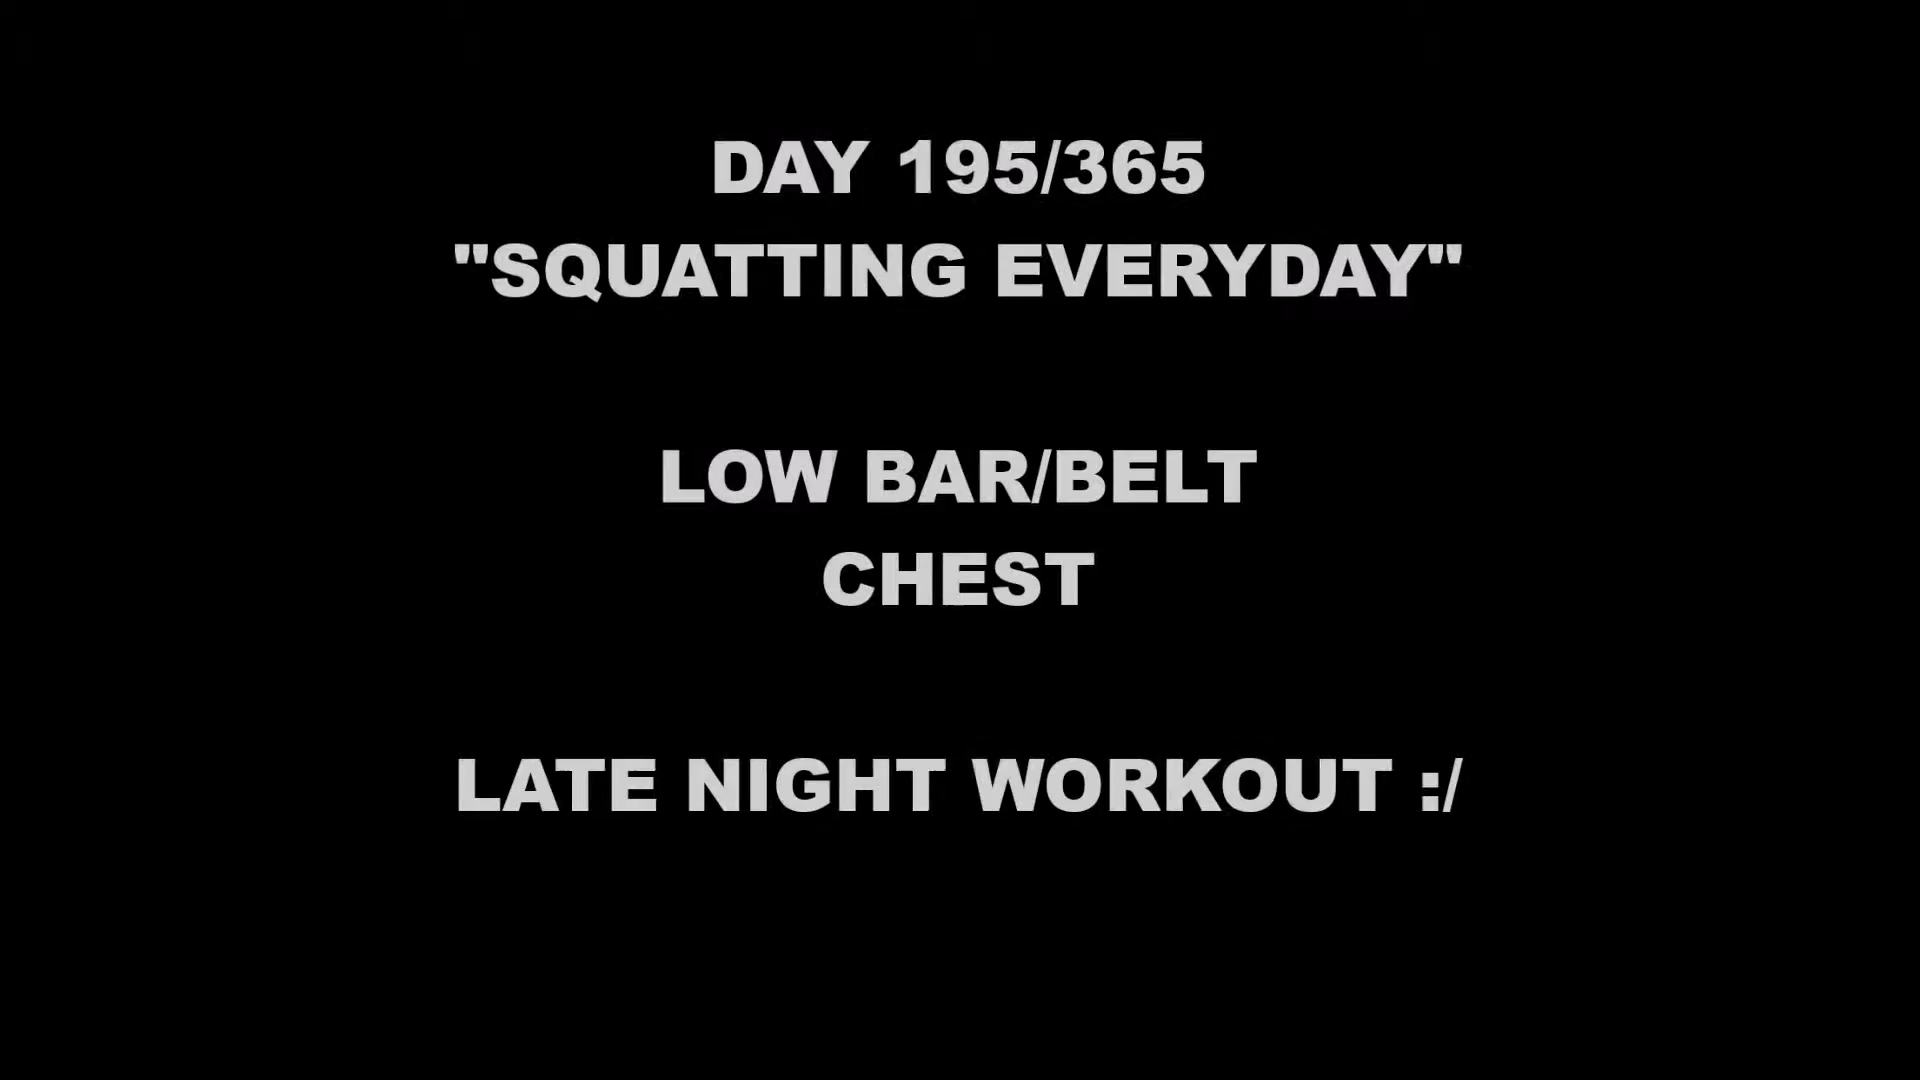 DAY 195/365
"SQUATTING EVERYDAY"
LOW BAR/BELT
CHEST
LATE NIGHT WORKOUT :/